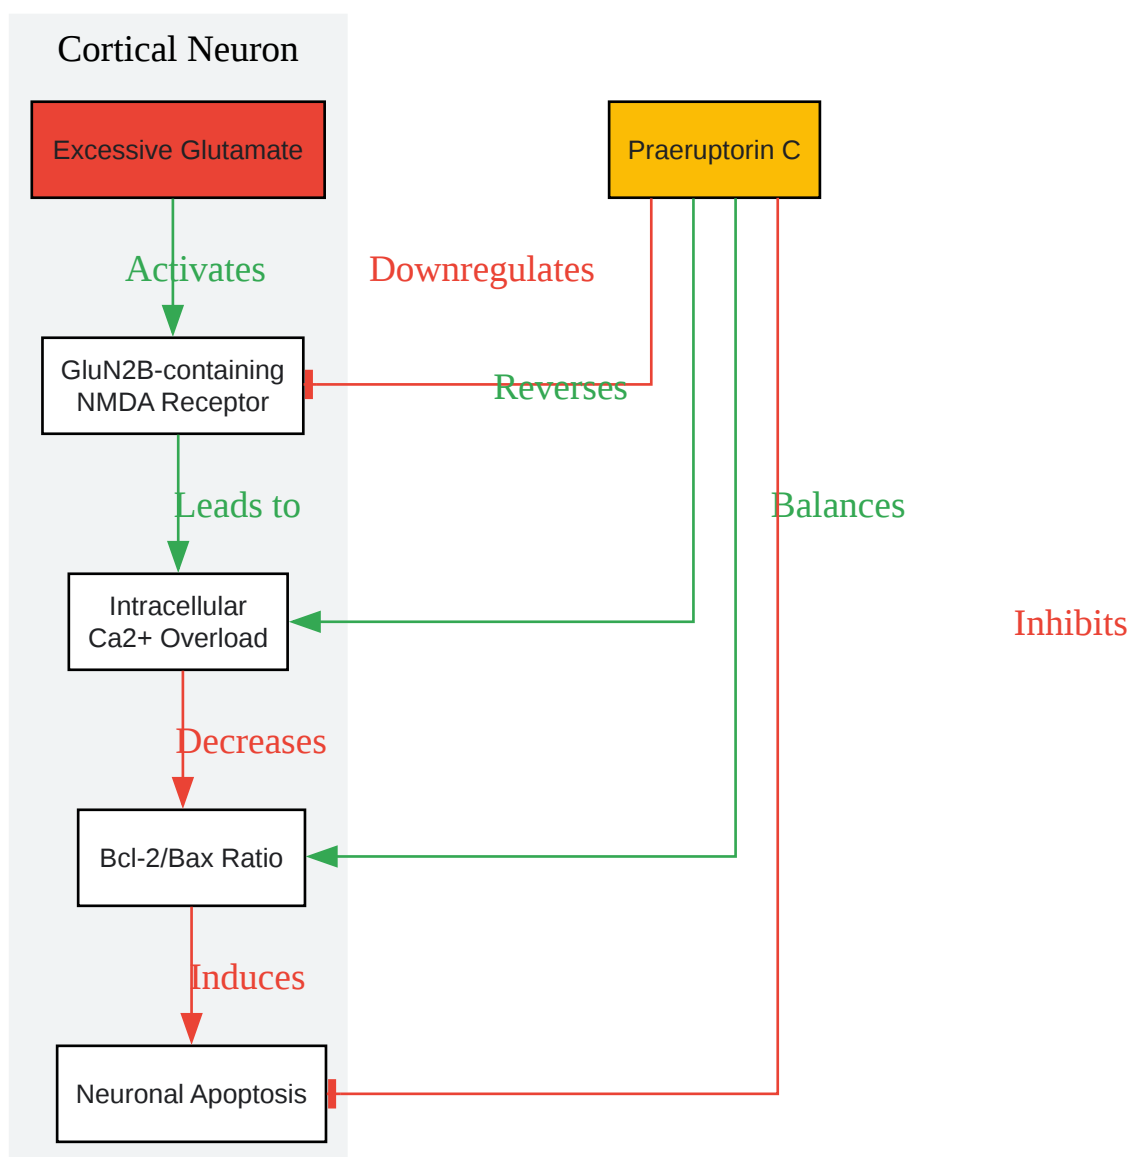 Cortical Neuron
Excessive Glutamate
Praeruptorin C
Activates
Downregulates
GluN2B-containing
NMDA Receptor
Reverses
Leads to
Balances
Intracellular
Ca2+ Overload
Inhibits
Decreases
Bcl-2/Bax Ratio
Induces
Neuronal Apoptosis